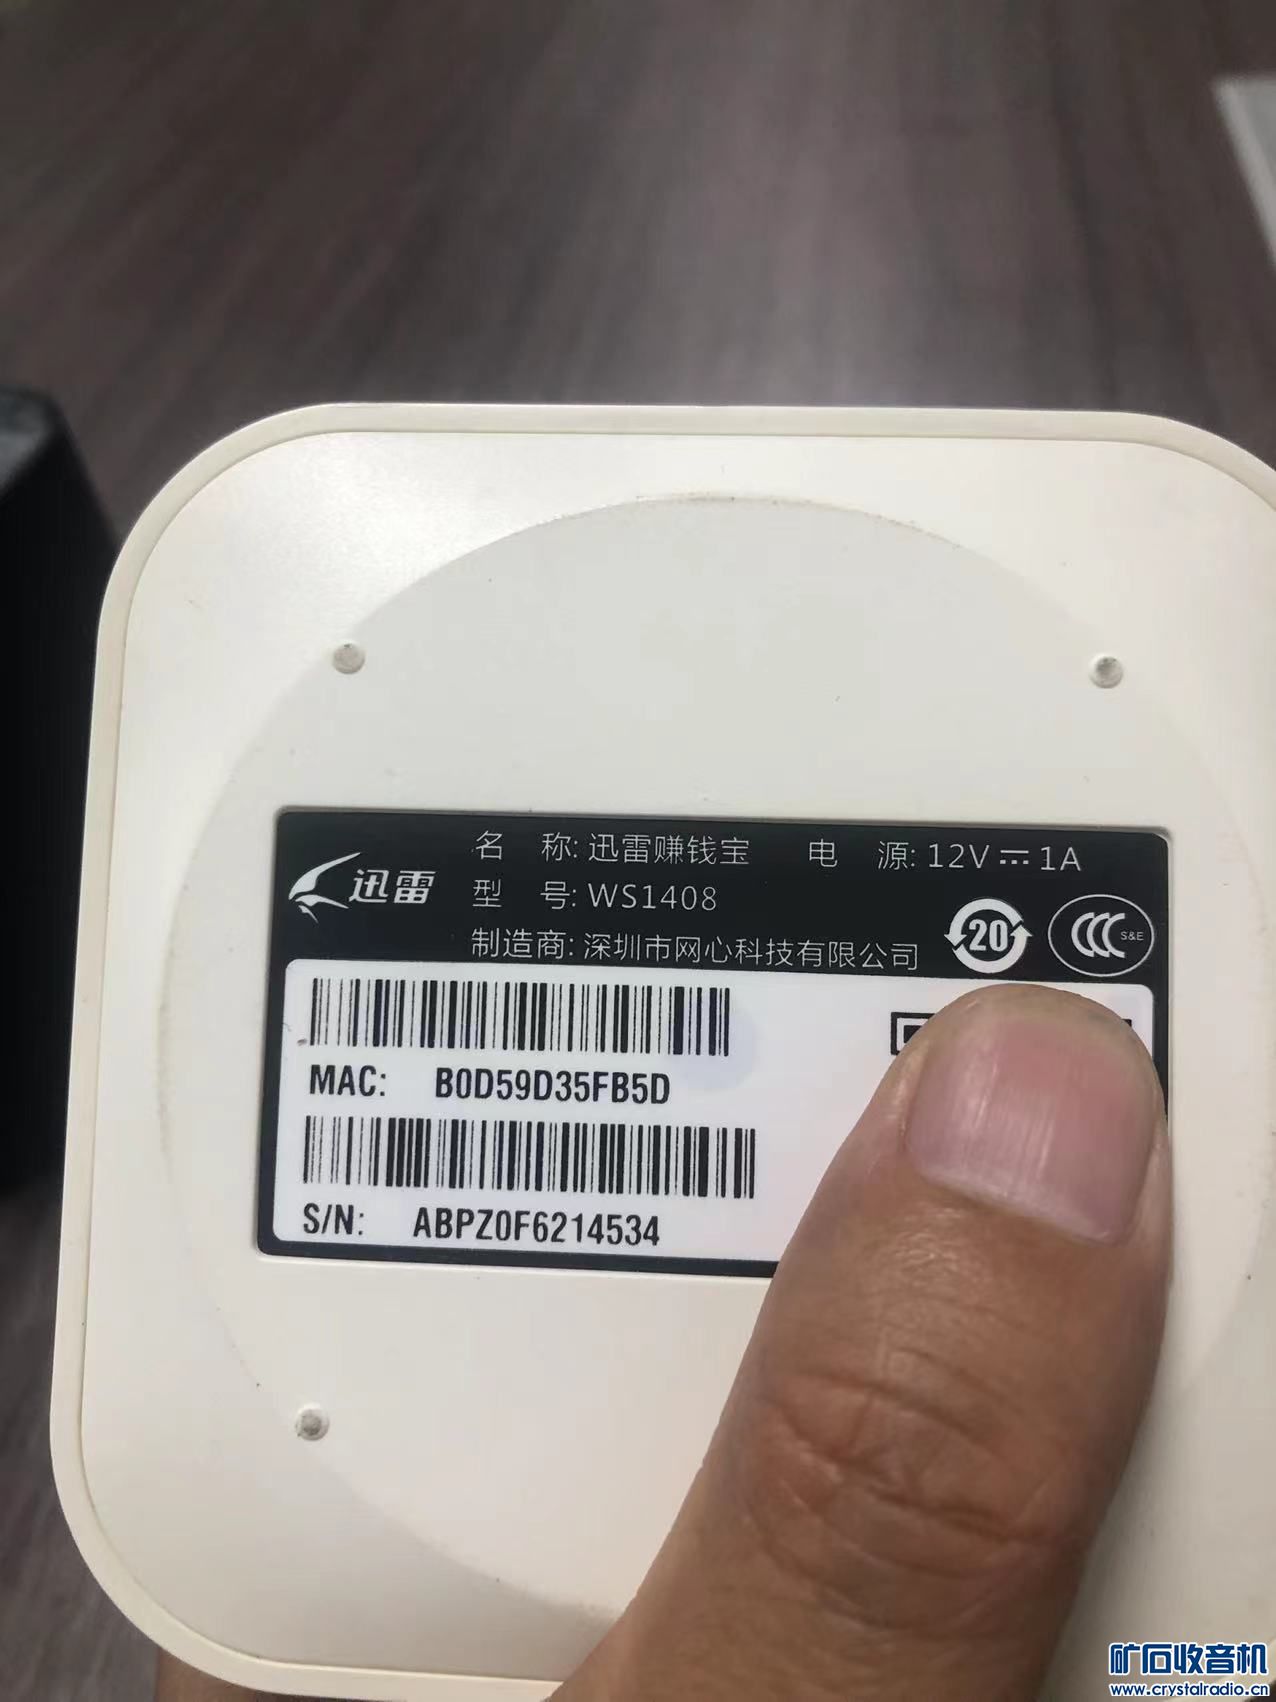 迅雷
名 称: 迅雷赚钱宝 电 源: 12V 1A
型 号: WS1408
制造商: 深圳市网心科技有限公司
20
CCC S&E
MAC: B0D59D35FB5D
S/N: ABPZ0F6214534
矿石收音机
www.crystalradio.cn